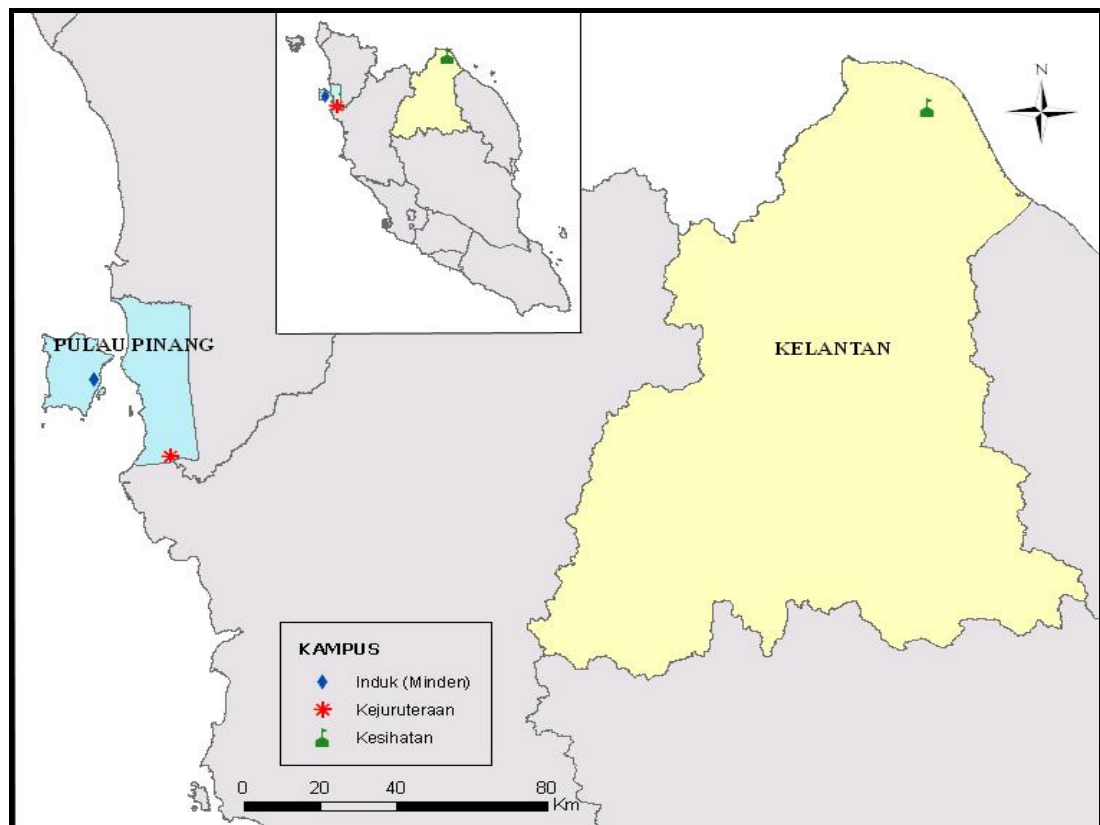 N
PULAU PINANG
KELANTAN
KAMPUS
Induk (Minden)
Kejuruteraan
Kesihatan
0 20 40 80
Km